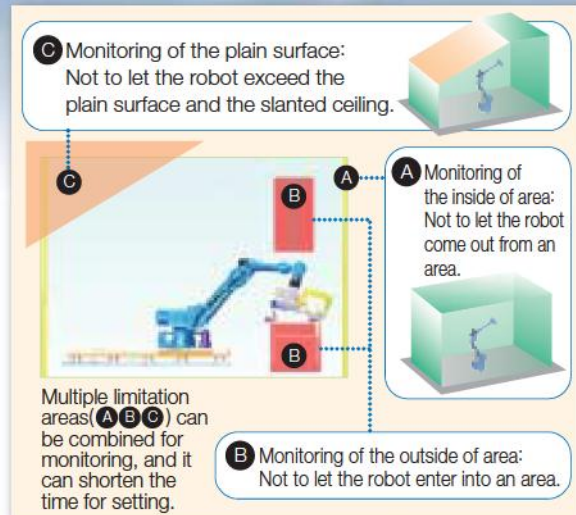 C Monitoring of the plain surface:
Not to let the robot exceed the
plain surface and the slanted ceiling.
C
B
A
B
A Monitoring of
the inside of area:
Not to let the robot
come out from an
area.
Multiple limitation
areas(ABC) can
be combined for
monitoring, and it
can shorten the
time for setting.
B Monitoring of the outside of area:
Not to let the robot enter into an area.